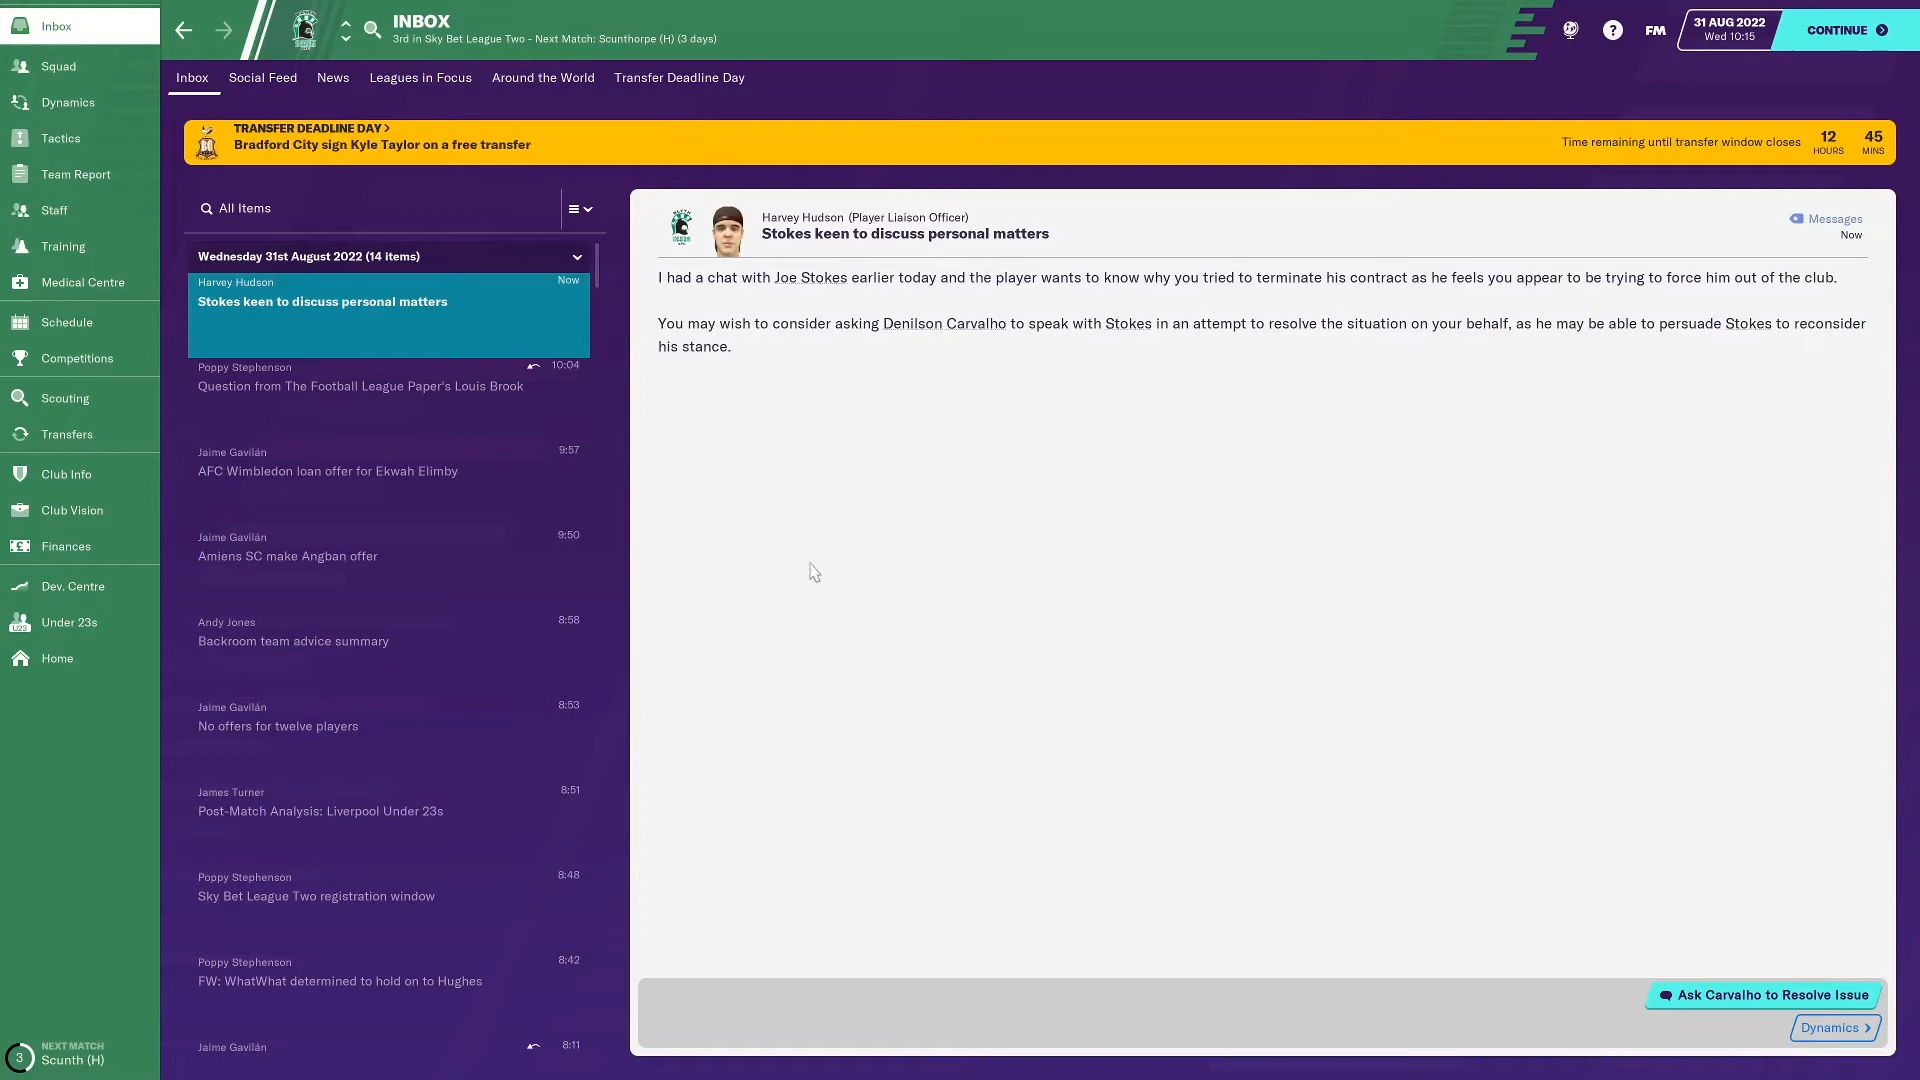 Inbox
Squad
Dynamics
Tactics
Team Report
Staff
Training
Medical Centre
Schedule
Competitions
Scouting
Transfers
Club Info
Club Vision
Finances
Dev. Centre
U23
Under 23s
Home
3
NEXT MATCH
Scunth (H)
INBOX
3rd in Sky Bet League Two - Next Match: Scunthorpe (H) (3 days)
?
FM
31 AUG 2022
Wed 10:15
CONTINUE
Inbox Social Feed News Leagues in Focus Around the World Transfer Deadline Day
TRANSFER DEADLINE DAY >
Bradford City sign Kyle Taylor on a free transfer
Time remaining until transfer window closes
12
HOURS
45
MINS
All Items
Wednesday 31st August 2022 (14 items)
Harvey Hudson Now
Stokes keen to discuss personal matters
Poppy Stephenson 10:04
Question from The Football League Paper's Louis Brook
Jaime Gavilán 9:57
AFC Wimbledon loan offer for Ekwah Elimby
Jaime Gavilán 9:50
Amiens SC make Angban offer
Andy Jones 8:58
Backroom team advice summary
Jaime Gavilán 8:53
No offers for twelve players
James Turner 8:51
Post-Match Analysis: Liverpool Under 23s
Poppy Stephenson 8:48
Sky Bet League Two registration window
Poppy Stephenson 8:42
FW: WhatWhat determined to hold on to Hughes
Jaime Gavilán 8:11
Harvey Hudson (Player Liaison Officer)
Stokes keen to discuss personal matters
Messages
Now
I had a chat with Joe Stokes earlier today and the player wants to know why you tried to terminate his contract as he feels you appear to be trying to force him out of the club.
You may wish to consider asking Denilson Carvalho to speak with Stokes in an attempt to resolve the situation on your behalf, as he may be able to persuade Stokes to reconsider
his stance.
Ask Carvalho to Resolve Issue
Dynamics >